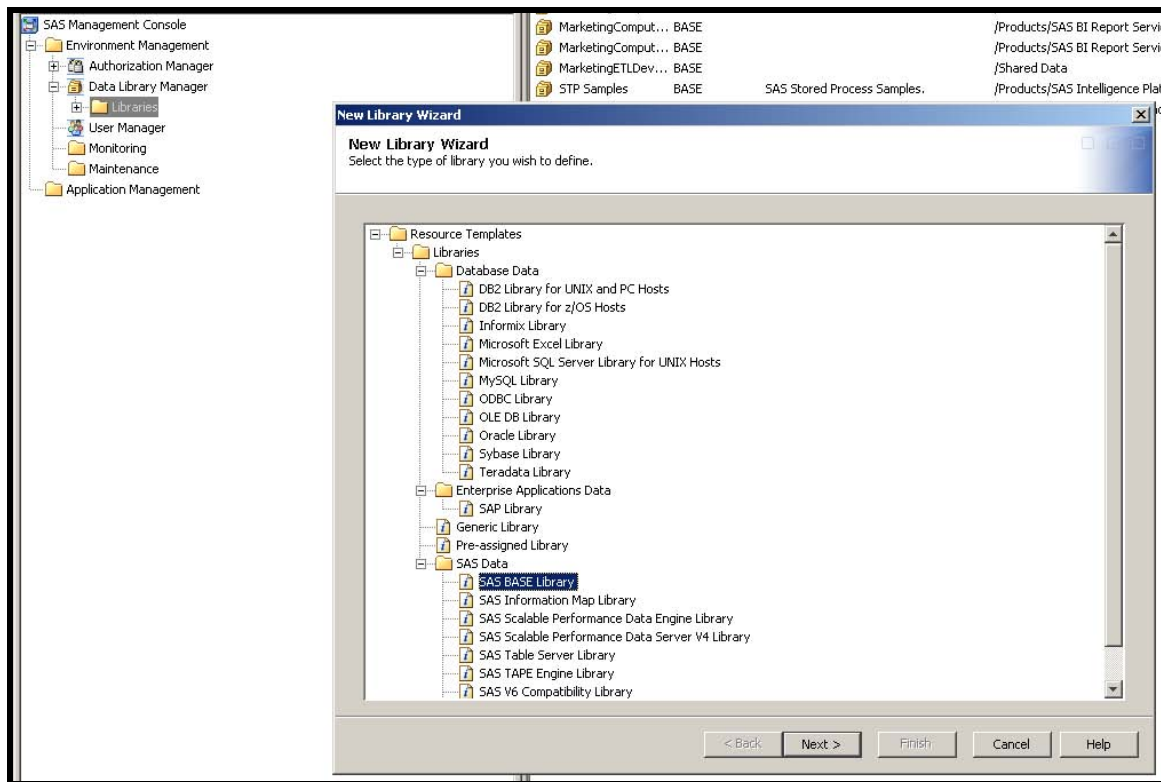 SAS Management Console
Environment Management
Authorization Manager
Data Library Manager
Libraries
User Manager
Monitoring
Maintenance
Application Management
MarketingComput... BASE /Products/SAS BI Report Servi
MarketingComput... BASE /Products/SAS BI Report Servi
MarketingETLDev... BASE /Shared Data
STP Samples BASE SAS Stored Process Samples. /Products/SAS Intelligence Plat
New Library Wizard
New Library Wizard
Select the type of library you wish to define.
Resource Templates
Libraries
Database Data
DB2 Library for UNIX and PC Hosts
DB2 Library for z/OS Hosts
Informix Library
Microsoft Excel Library
Microsoft SQL Server Library for UNIX Hosts
MySQL Library
ODBC Library
OLE DB Library
Oracle Library
Sybase Library
Teradata Library
Enterprise Applications Data
SAP Library
Generic Library
Pre-assigned Library
SAS Data
SAS BASE Library
SAS Information Map Library
SAS Scalable Performance Data Engine Library
SAS Scalable Performance Data Server V4 Library
SAS Table Server Library
SAS TAPE Engine Library
SAS V6 Compatibility Library
< Back Next > Finish Cancel Help